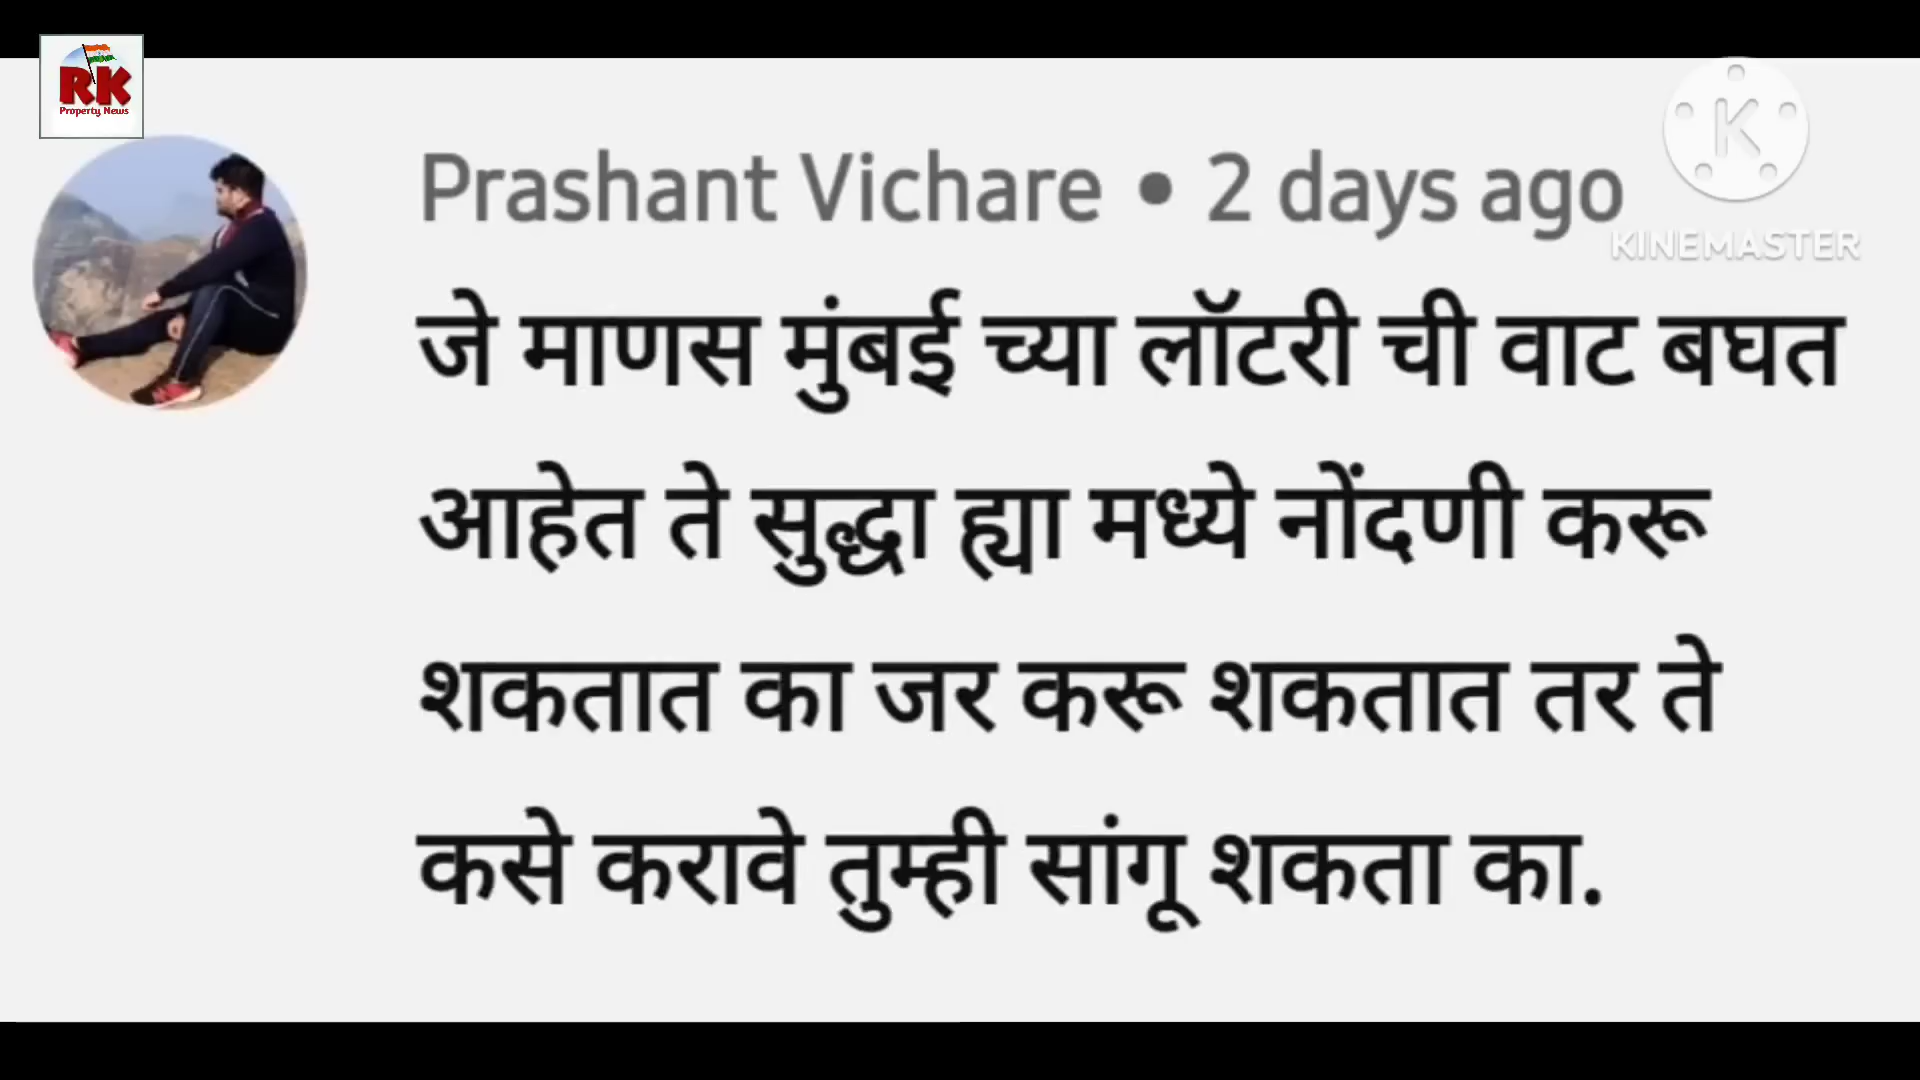 RK
Property News
Prashant Vichare • 2 days ago
KINEMASTER
जे माणस मुंबई च्या लॉटरी ची वाट बघत
आहेत ते सुद्धा ह्या मध्ये नोंदणी करू
शकतात का जर करू शकतात तर ते
कसे करावे तुम्ही सांगू शकता का.